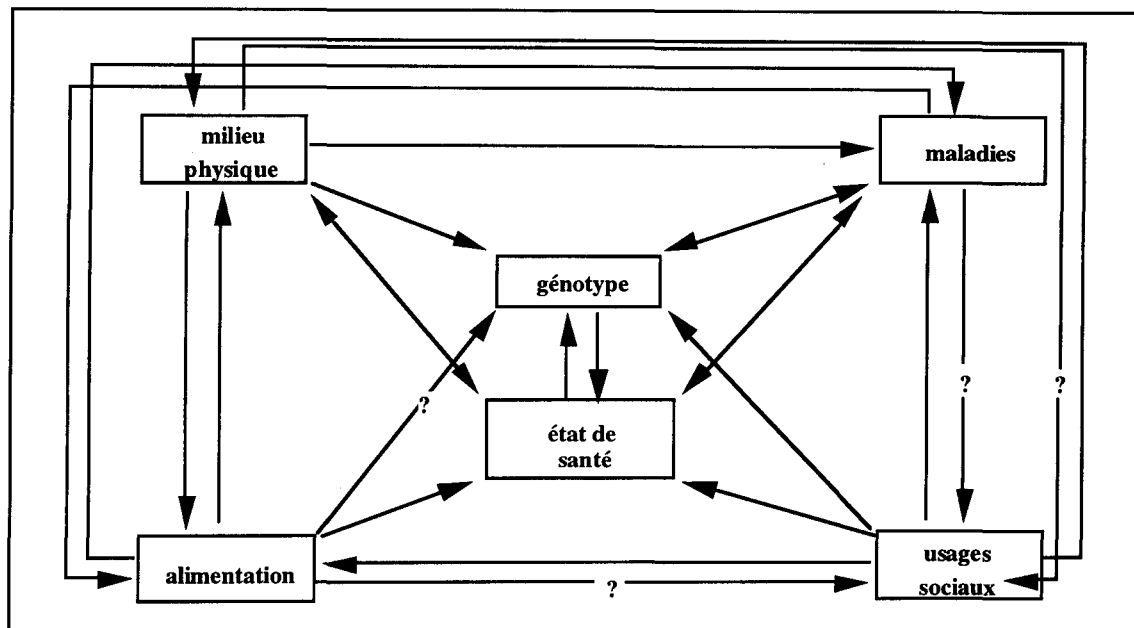 milieu
physique
maladies
génotype
?
?
?
état de
santé
alimentation
?
usages
sociaux